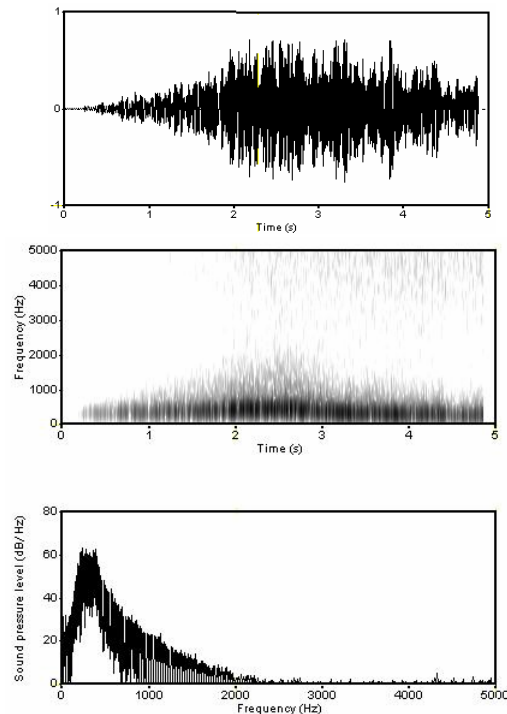 1
0
-1
0 1 2 3 4 5
Time (s)
5000
4000
3000
2000
1000
0
Frequency (Hz)
0 1 2 3 4 5
Time (s)
80
60
40
20
0
Sound pressure level (dB/Hz)
0 1000 2000 3000 4000 5000
Frequency (Hz)